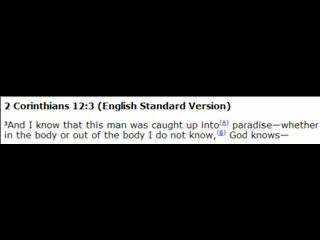 2 Corinthians 12:3 (English Standard Version)
³And I know that this man was caught up into(A) paradise—whether
in the body or out of the body I do not know,(B) God knows—